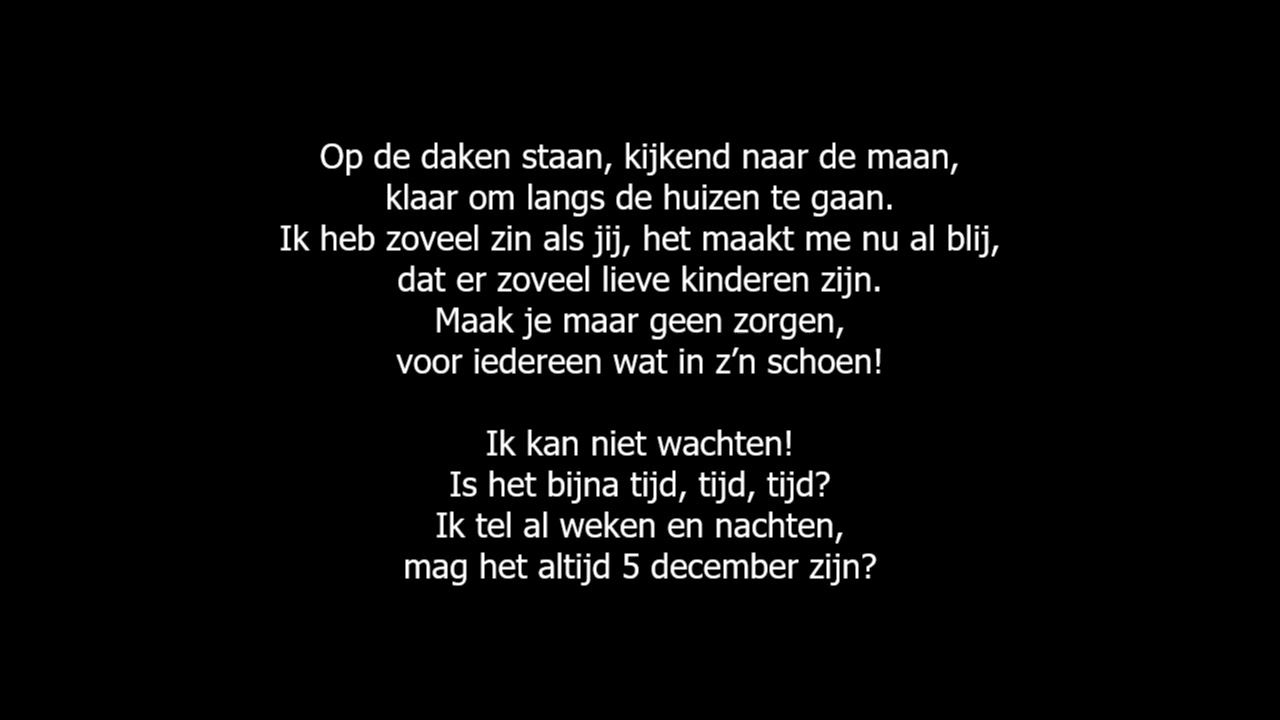 Op de daken staan, kijkend naar de maan,
klaar om langs de huizen te gaan.
Ik heb zoveel zin als jij, het maakt me nu al blij,
dat er zoveel lieve kinderen zijn.
Maak je maar geen zorgen,
voor iedereen wat in z’n schoen!

Ik kan niet wachten!
Is het bijna tijd, tijd, tijd?
Ik tel al weken en nachten,
mag het altijd 5 december zijn?